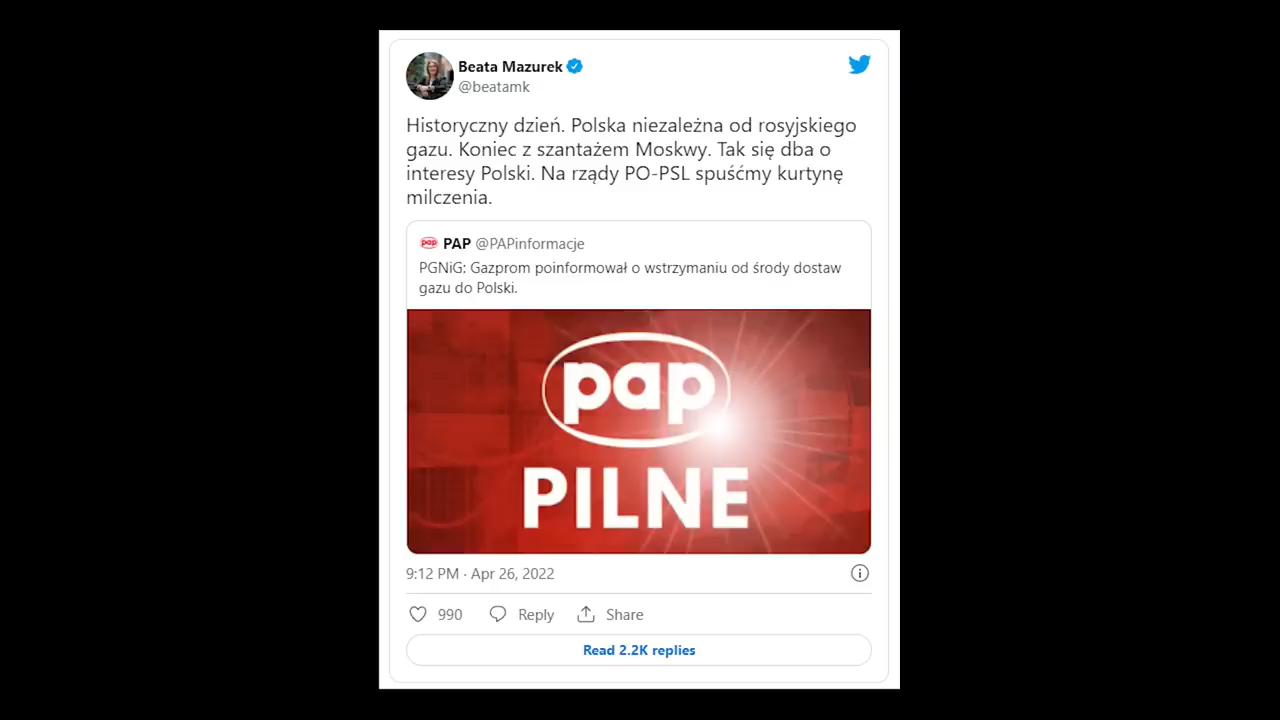 Beata Mazurek
@beatamk
Historyczny dzień. Polska niezależna od rosyjskiego
gazu. Koniec z szantażem Moskwy. Tak się dba o
interesy Polski. Na rządy PO-PSL spuśćmy kurtynę
milczenia.
pap PAP @PAPinformacje
PGNiG: Gazprom poinformował o wstrzymaniu od środy dostaw
gazu do Polski.
pap
PILNE
9:12 PM · Apr 26, 2022
990 Reply Share
Read 2.2K replies